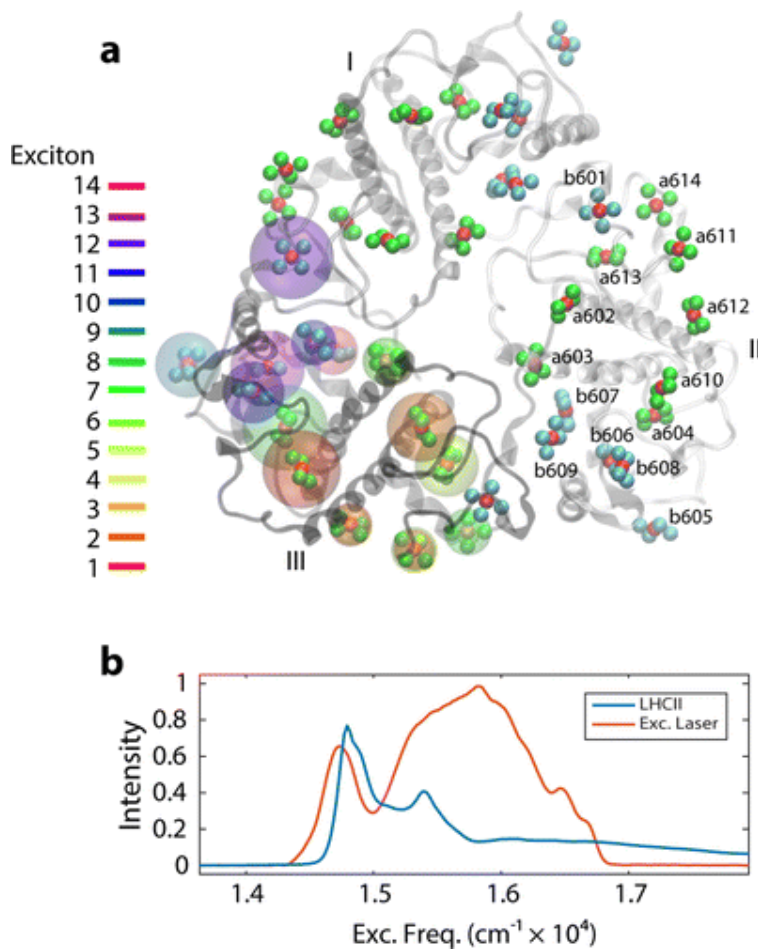 a
I
Exciton
14
13
12
11
10
9
8
7
6
5
4
3
2
1
b601
a614
a611
a613
a602
a612
II
a603
a610
b607
a604
b606
b609
b608
b605
III
b
1
0.8
0.6
0.4
0.2
0
Intensity
LHCII
Exc. Laser
1.4 1.5 1.6 1.7
Exc. Freq. (cm⁻¹ × 10⁴)